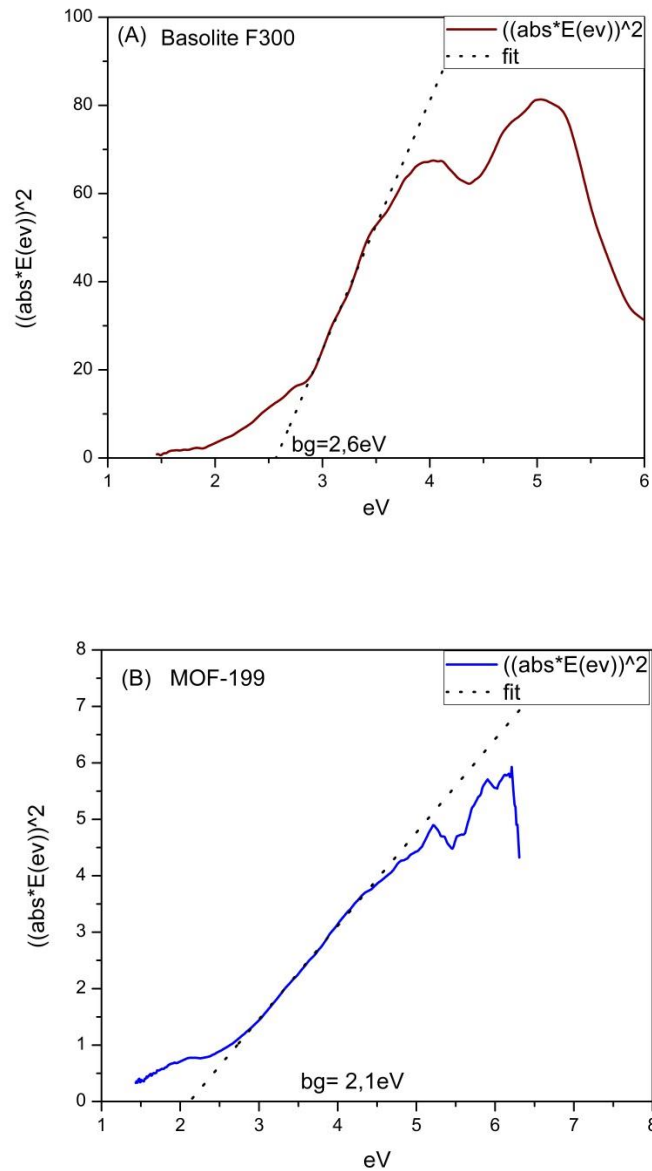 (A) Basolite F300
((abs*E(ev))^2
fit
100
80
60
40
20
0
((abs*E(ev))^2
bg=2,6eV
1 2 3 4 5 6
eV
(B) MOF-199
((abs*E(ev))^2
fit
8
7
6
5
4
3
2
1
0
((abs*E(ev))^2
bg= 2,1eV
1 2 3 4 5 6 7 8
eV